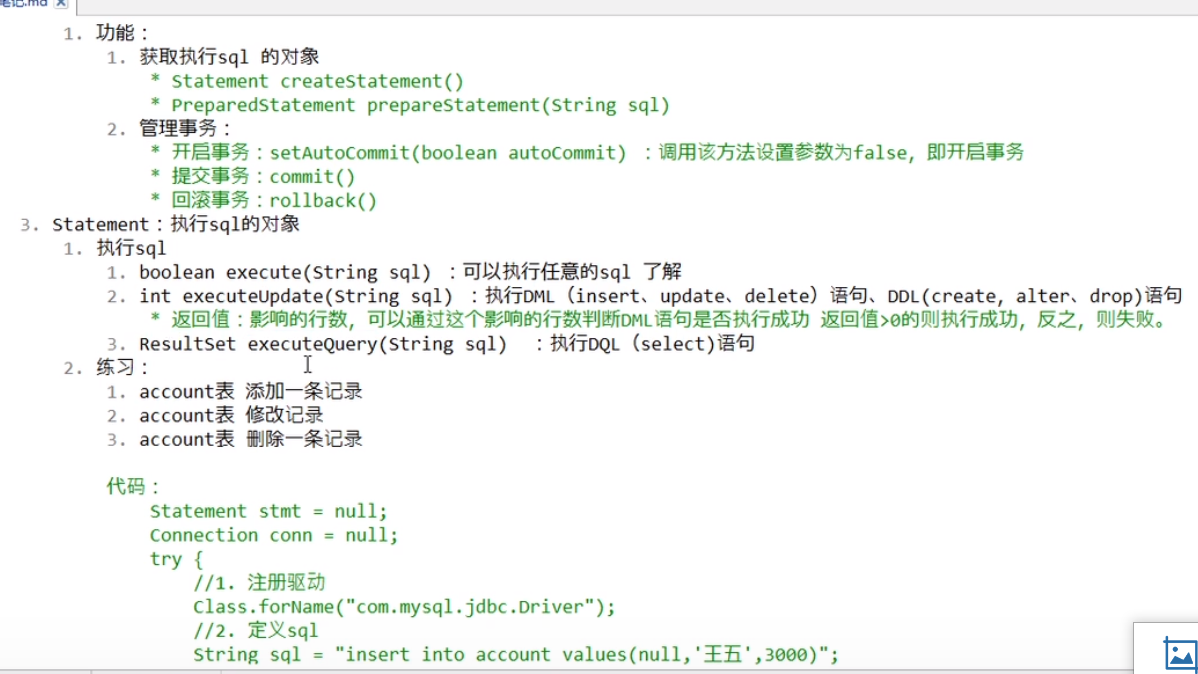 笔记.md
1. 功能：
1. 获取执行sql 的对象
* Statement createStatement()
* PreparedStatement prepareStatement(String sql)
2. 管理事务：
* 开启事务：setAutoCommit(boolean autoCommit) ：调用该方法设置参数为false，即开启事务
* 提交事务：commit()
* 回滚事务：rollback()
3. Statement：执行sql的对象
1. 执行sql
1. boolean execute(String sql) ：可以执行任意的sql 了解
2. int executeUpdate(String sql) ：执行DML（insert、update、delete）语句、DDL(create, alter、drop)语句
* 返回值：影响的行数，可以通过这个影响的行数判断DML语句是否执行成功 返回值>0的则执行成功，反之，则失败。
3. ResultSet executeQuery(String sql) ：执行DQL（select)语句
2. 练习：
1. account表 添加一条记录
2. account表 修改记录
3. account表 删除一条记录
代码：
Statement stmt = null;
Connection conn = null;
try {
//1. 注册驱动
Class.forName("com.mysql.jdbc.Driver");
//2. 定义sql
String sql = "insert into account values(null,'王五',3000)";